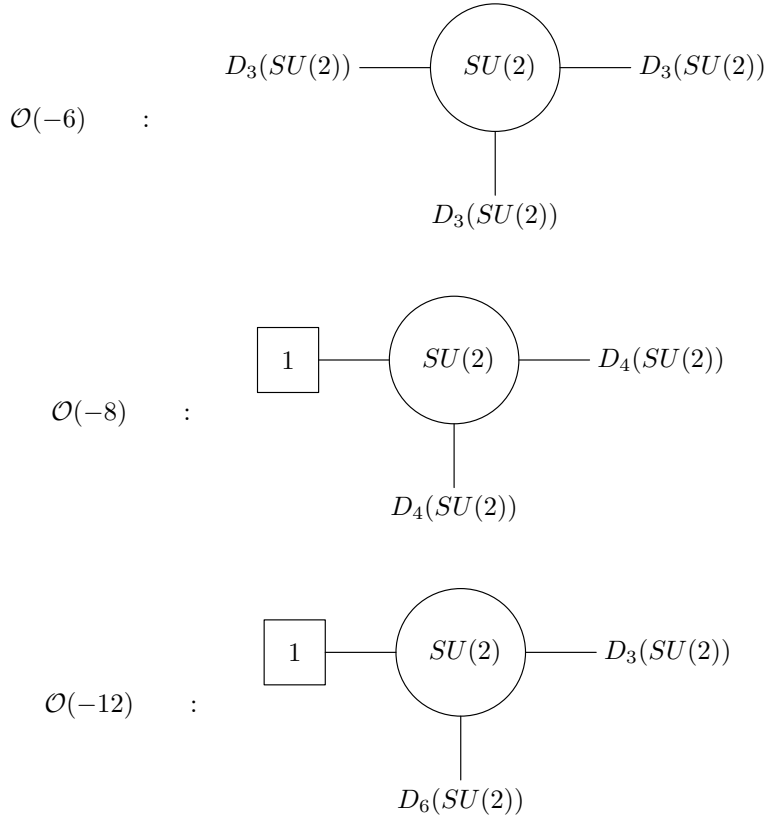 D_3(SU(2)) SU(2) D_3(SU(2))
𝒪(−6) :
D_3(SU(2))
1 SU(2) D_4(SU(2))
𝒪(−8) :
D_4(SU(2))
1 SU(2) D_3(SU(2))
𝒪(−12) :
D_6(SU(2))